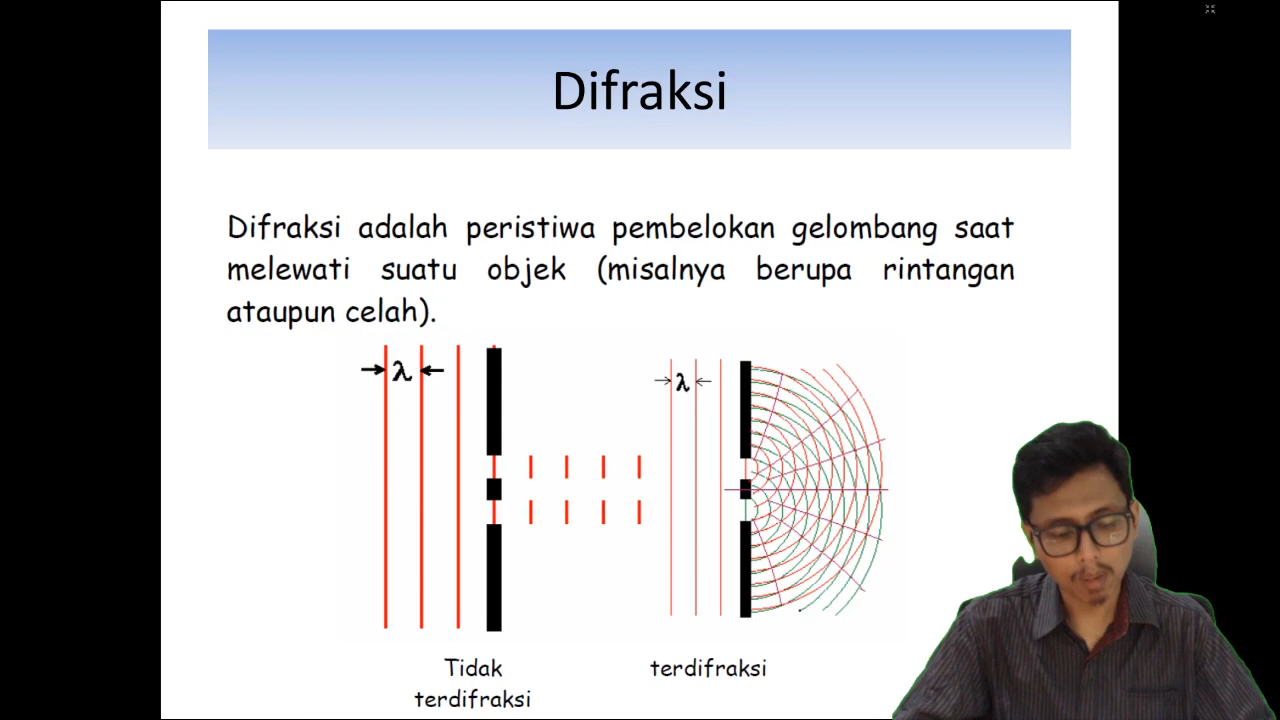 Difraksi
Difraksi adalah peristiwa pembelokan gelombang saat
melewati suatu objek (misalnya berupa rintangan
ataupun celah).
λ
λ
Tidak
terdifraksi
terdifraksi